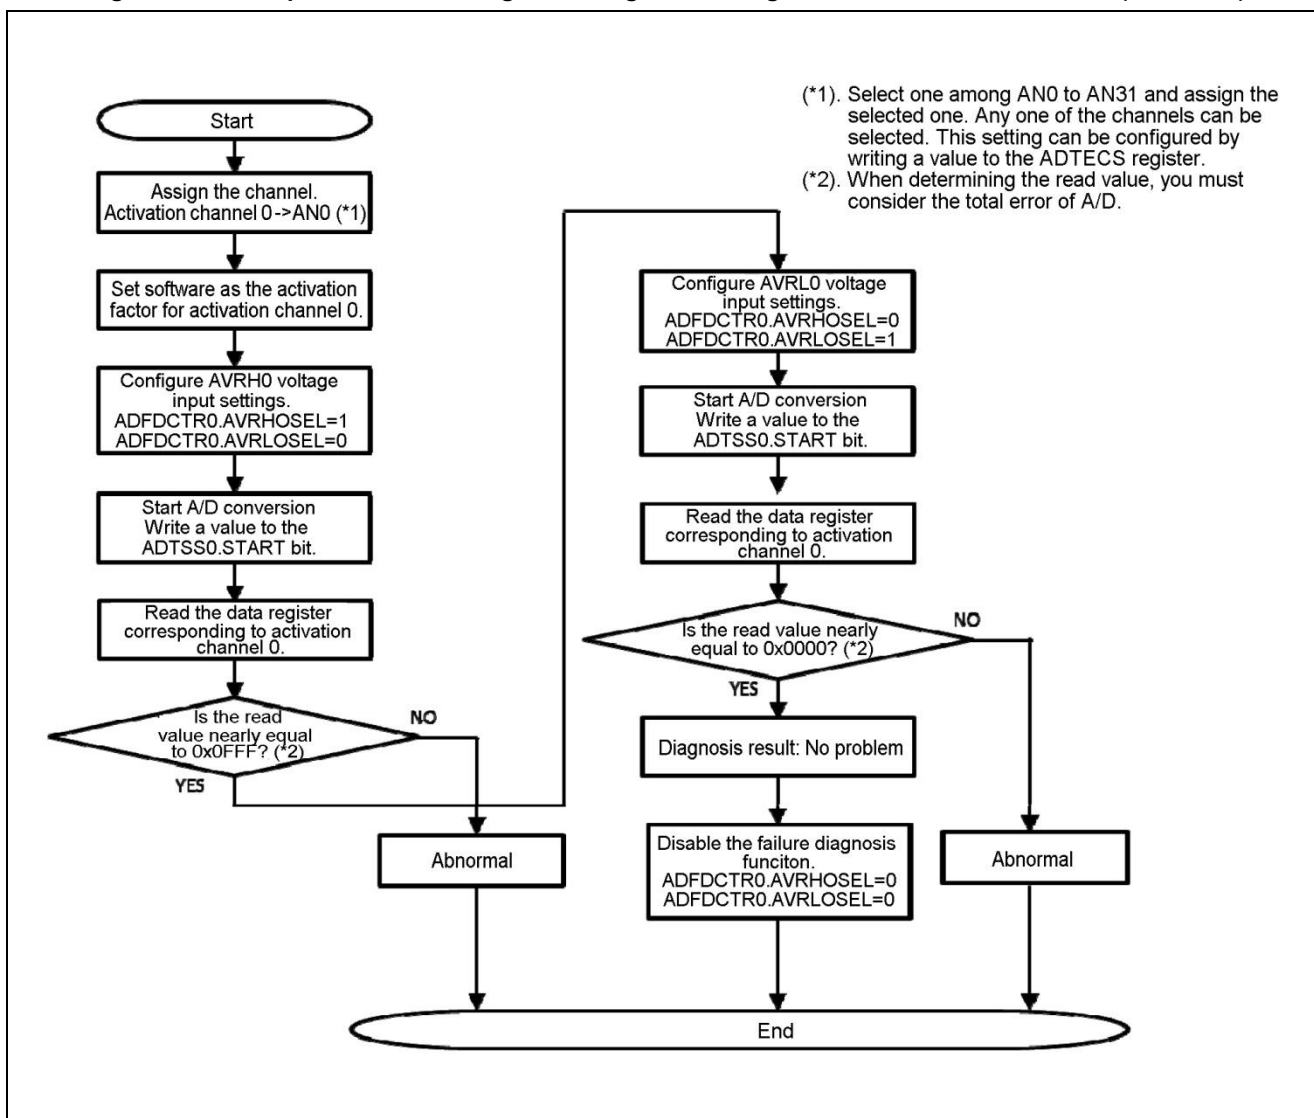 Start
Assign the channel.
Activation channel 0->AN0 (*1)
Set software as the activation
factor for activation channel 0.
Configure AVRH0 voltage
input settings.
ADFDCTR0.AVRHOSEL=1
ADFDCTR0.AVRLOSEL=0
Start A/D conversion
Write a value to the
ADTSS0.START bit.
Read the data register
corresponding to activation
channel 0.
Is the read
value nearly equal
to 0x0FFF? (*2)
NO
YES
Abnormal
(*1). Select one among AN0 to AN31 and assign the
selected one. Any one of the channels can be
selected. This setting can be configured by
writing a value to the ADTECS register.
(*2). When determining the read value, you must
consider the total error of A/D.
Configure AVRL0 voltage
input settings.
ADFDCTR0.AVRHOSEL=0
ADFDCTR0.AVRLOSEL=1
Start A/D conversion
Write a value to the
ADTSS0.START bit.
Read the data register
corresponding to activation
channel 0.
Is the read value nearly
equal to 0x0000? (*2)
NO
YES
Diagnosis result: No problem
Disable the failure diagnosis
funciton.
ADFDCTR0.AVRHOSEL=0
ADFDCTR0.AVRLOSEL=0
Abnormal
End